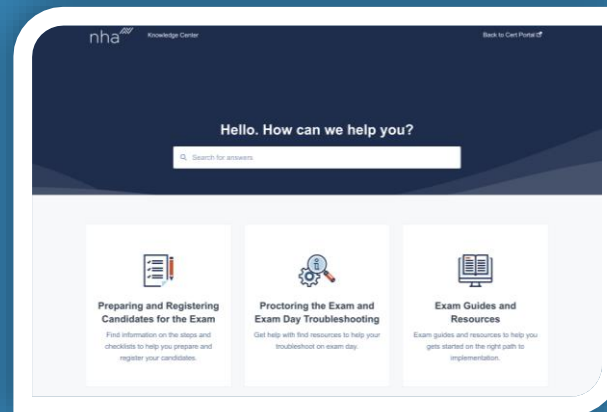 nha
Knowledge Center
Back to Cert Portal
Hello. How can we help you?
Search for answers
Preparing and Registering
Candidates for the Exam
Find information on the steps and
checklists to help you prepare and
register your candidates.
Proctoring the Exam and
Exam Day Troubleshooting
Get help with find resources to help your
troubleshoot on exam day.
Exam Guides and
Resources
Exam guides and resources to help you
gets started on the right path to
implementation.